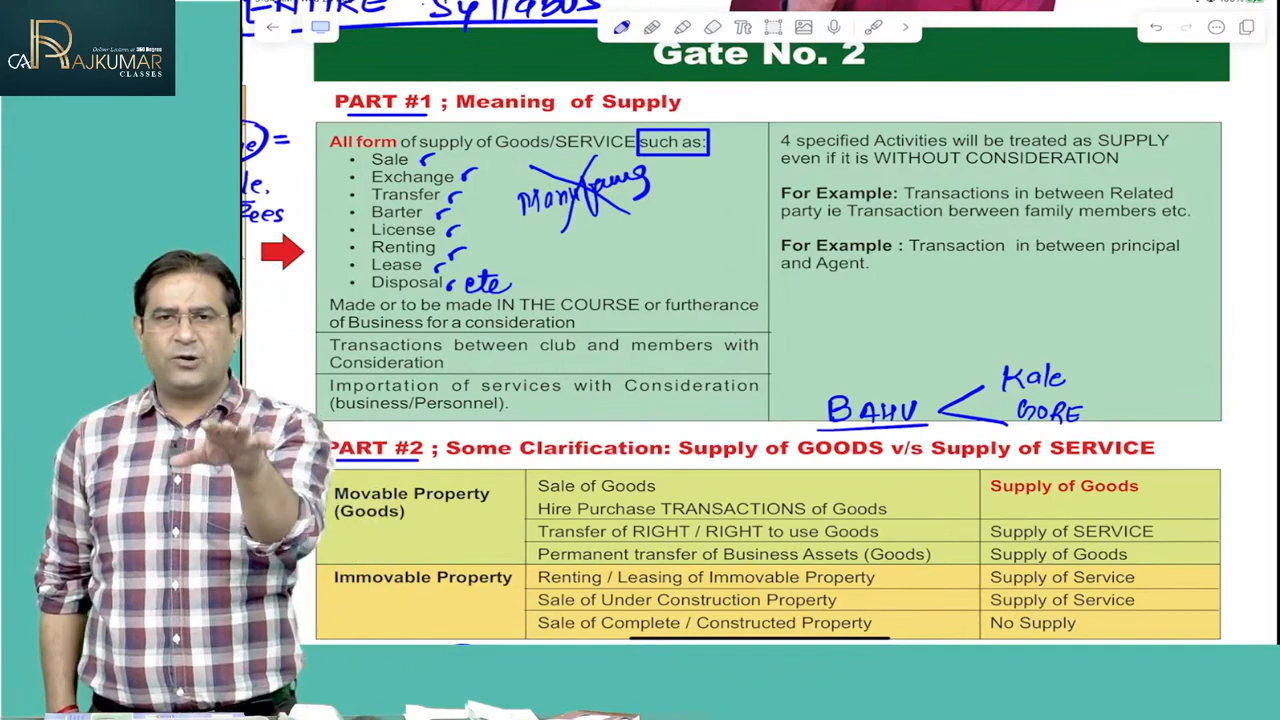 ENTIRE Syllabus
CA RAJKUMAR
Deliver Lectures at 360 Degree
CLASSES
Gate No. 2
PART #1 ; Meaning of Supply
All form of supply of Goods/SERVICE such as:
• Sale
• Exchange
• Transfer
• Barter
• License
• Renting
• Lease
• Disposal etc
Made or to be made IN THE COURSE or furtherance
of Business for a consideration
Transactions between club and members with
Consideration
Importation of services with Consideration
(business/Personnel).
4 specified Activities will be treated as SUPPLY
even if it is WITHOUT CONSIDERATION
For Example: Transactions in between Related
party ie Transaction berween family members etc.
For Example : Transaction in between principal
and Agent.
BAHU
Kale
GORE
PART #2 ; Some Clarification: Supply of GOODS v/s Supply of SERVICE
Movable Property
(Goods)
Sale of Goods
Supply of Goods
Hire Purchase TRANSACTIONS of Goods
Transfer of RIGHT / RIGHT to use Goods
Supply of SERVICE
Permanent transfer of Business Assets (Goods)
Supply of Goods
Immovable Property
Renting / Leasing of Immovable Property
Supply of Service
Sale of Under Construction Property
Supply of Service
Sale of Complete / Constructed Property
No Supply